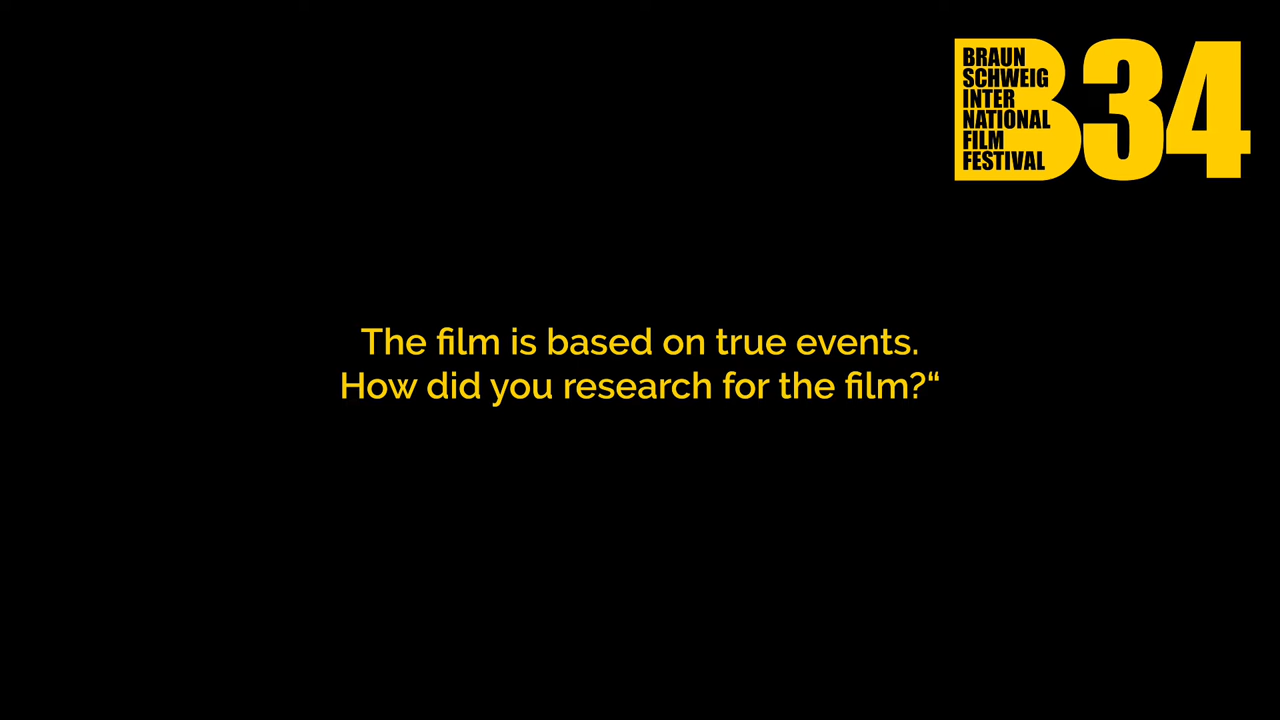 BRAUN
SCHWEIG
INTER
NATIONAL
FILM
FESTIVAL
B34
The film is based on true events.
How did you research for the film?“